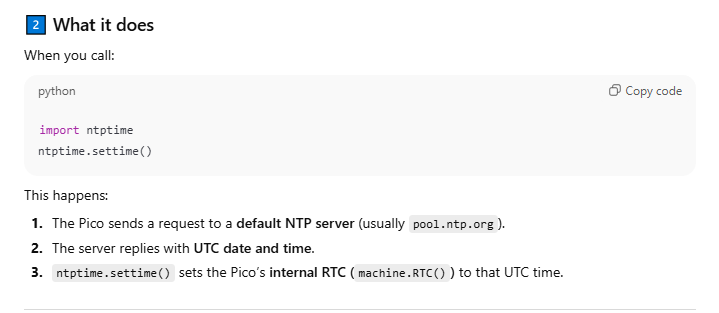 2 What it does
When you call:
python
Copy code
import ntptime
ntptime.settime()
This happens:
1. The Pico sends a request to a default NTP server (usually pool.ntp.org).
2. The server replies with UTC date and time.
3. ntptime.settime() sets the Pico’s internal RTC (machine.RTC()) to that UTC time.